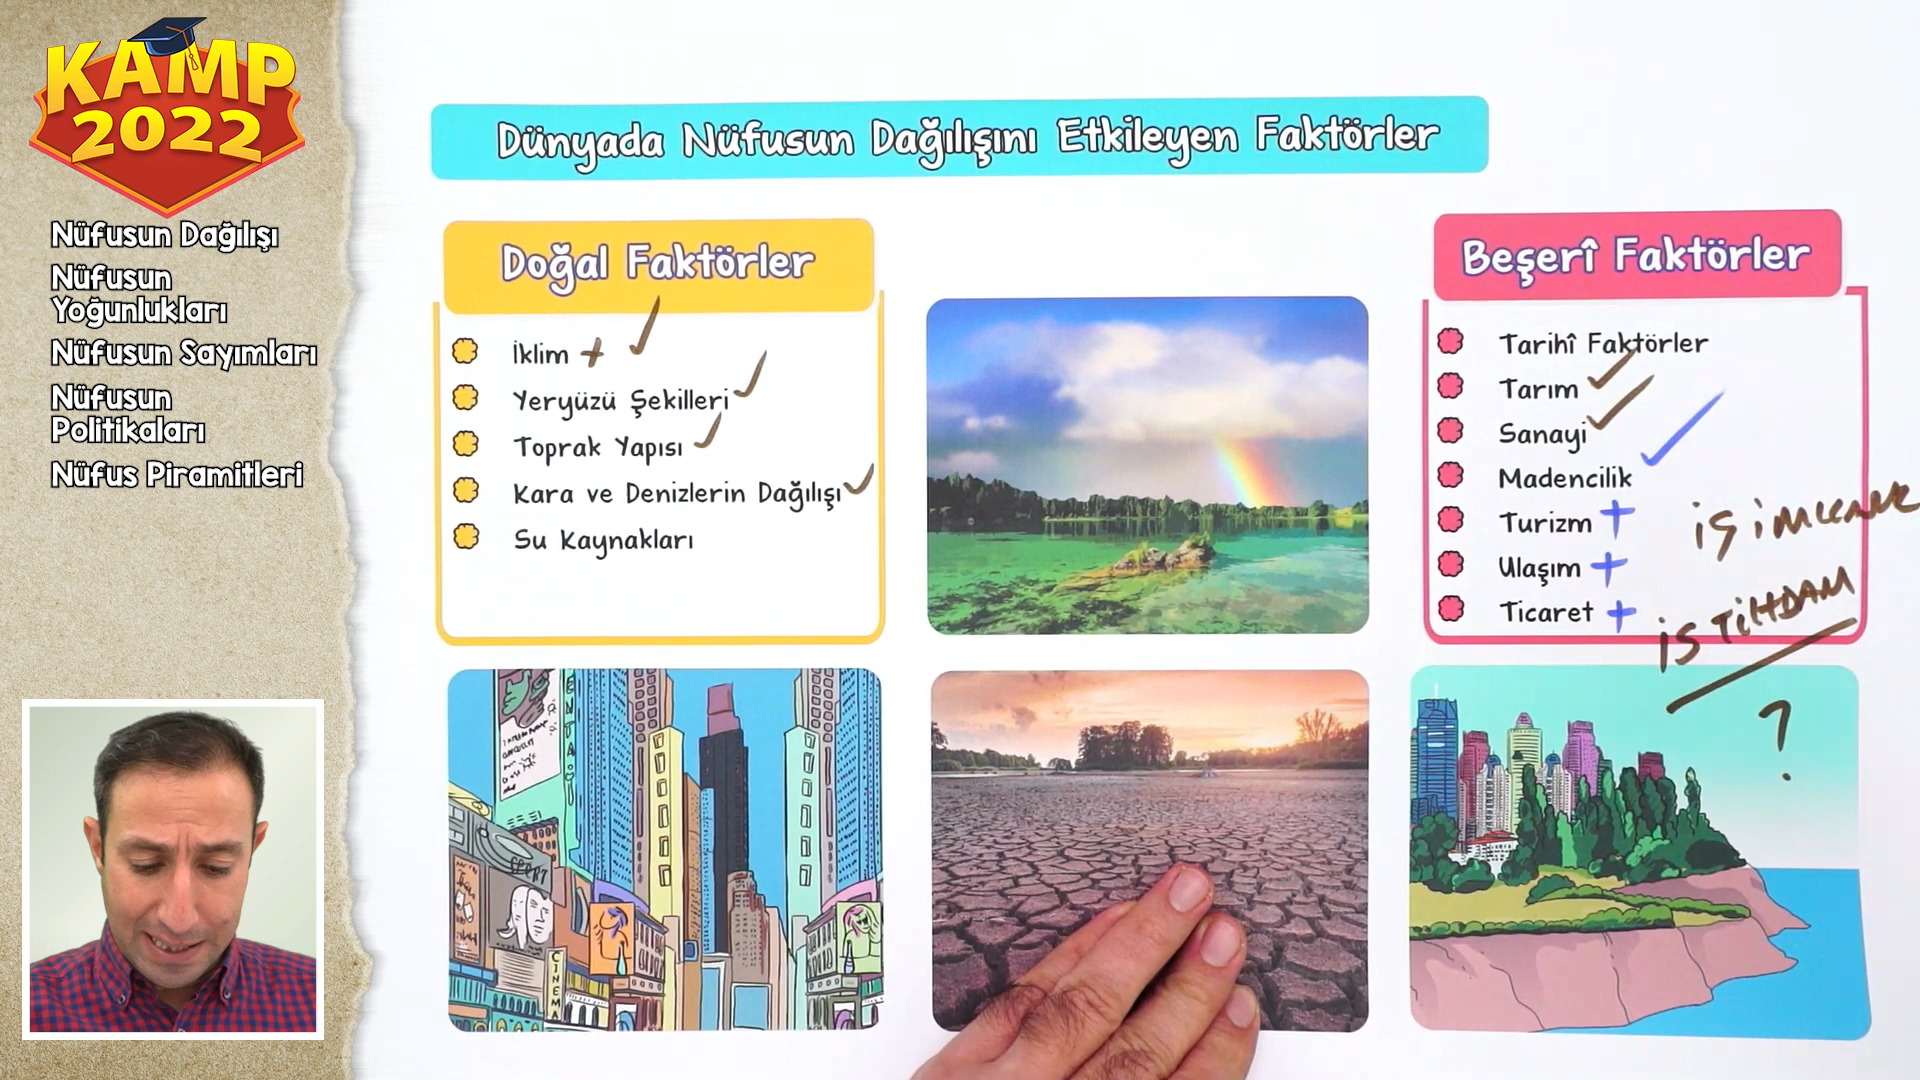 KAMP
2022
Nüfusun Dağılışı
Nüfusun
Yoğunlukları
Nüfusun Sayımları
Nüfusun
Politikaları
Nüfus Piramitleri
Dünyada Nüfusun Dağılışını Etkileyen Faktörler
Doğal Faktörler
İklim +
Yeryüzü Şekilleri
Toprak Yapısı
Kara ve Denizlerin Dağılışı
Su Kaynakları
Beşerî Faktörler
Tarihî Faktörler
Tarım
Sanayi
Madencilik
Turizm +
Ulaşım +
Ticaret +
iş
iSTİHDAM
?
CINEMA